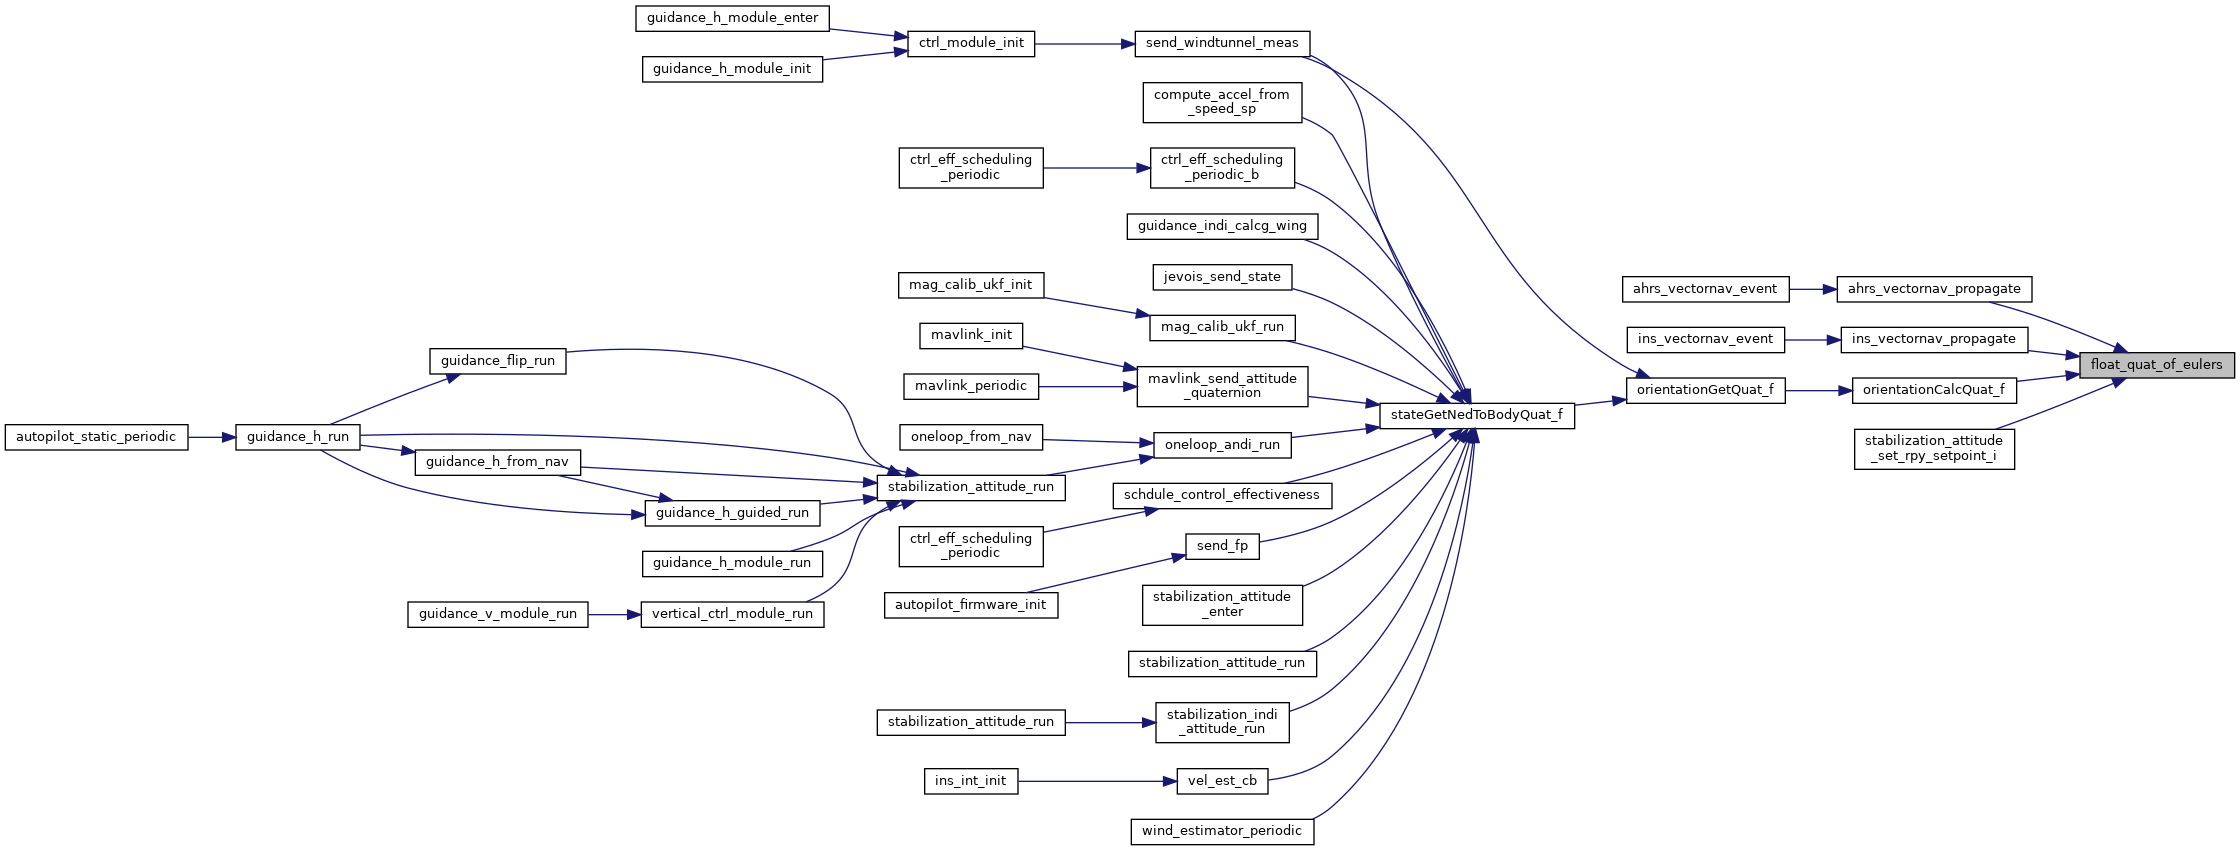 guidance_h_module_enter
guidance_h_module_init
ctrl_module_init
send_windtunnel_meas
compute_accel_from
_speed_sp
ctrl_eff_scheduling
_periodic
ctrl_eff_scheduling
_periodic_b
guidance_indi_calcg_wing
jevois_send_state
mag_calib_ukf_init
mag_calib_ukf_run
mavlink_init
mavlink_periodic
mavlink_send_attitude
_quaternion
oneloop_from_nav
oneloop_andi_run
autopilot_static_periodic
guidance_h_run
guidance_flip_run
guidance_h_from_nav
guidance_h_guided_run
guidance_h_module_run
guidance_v_module_run
vertical_ctrl_module_run
stabilization_attitude_run
schdule_control_effectiveness
ctrl_eff_scheduling
_periodic
send_fp
autopilot_firmware_init
stabilization_attitude
_enter
stabilization_attitude_run
stabilization_attitude_run
stabilization_indi
_attitude_run
ins_int_init
vel_est_cb
wind_estimator_periodic
stateGetNedToBodyQuat_f
ahrs_vectornav_event
ahrs_vectornav_propagate
ins_vectornav_event
ins_vectornav_propagate
orientationGetQuat_f
orientationCalcQuat_f
stabilization_attitude
_set_rpy_setpoint_i
float_quat_of_eulers